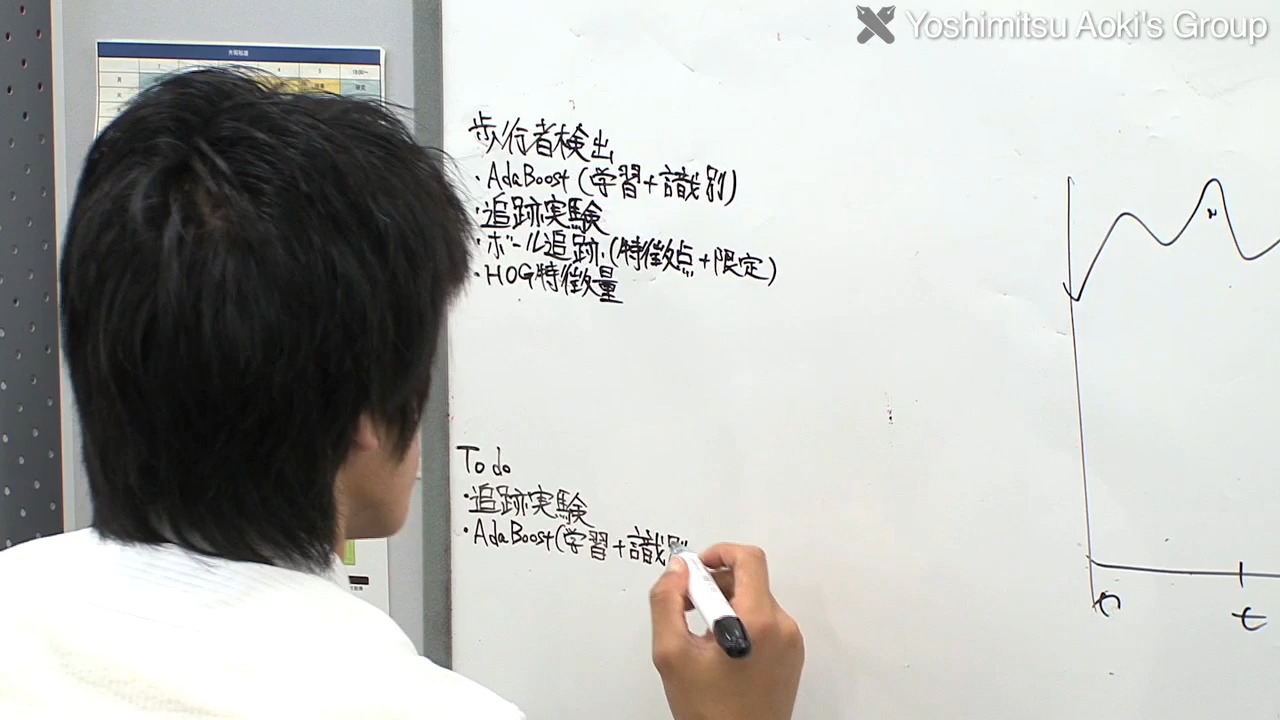 Yoshimitsu Aoki's Group
歩行者検出
・AdaBoost (学習+識別)
・追跡実験
・ボール追跡.(特徴点+限定)
・HOG特徴量
To do
・追跡実験
・AdaBoost(学習+識別
t